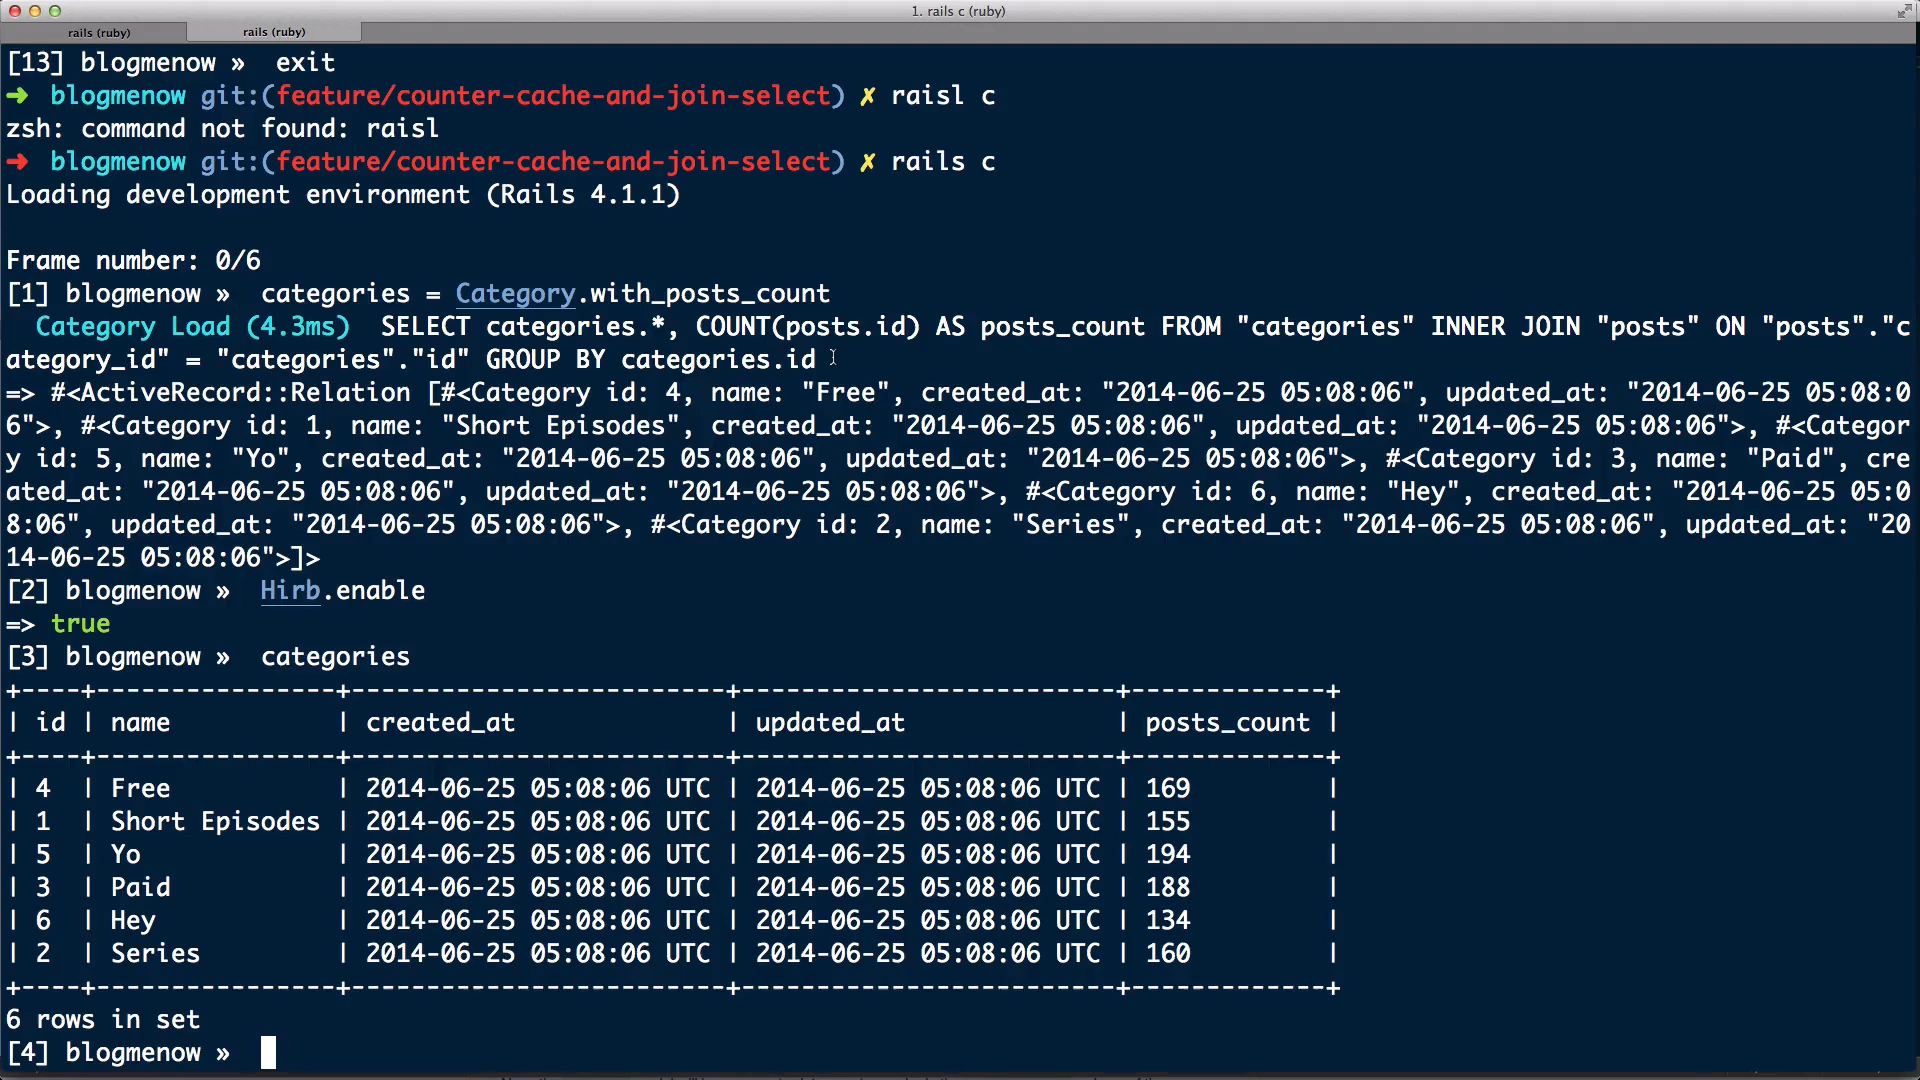 1. rails c (ruby)
rails (ruby)
rails (ruby)
[13] blogmenow »  exit
➜  blogmenow git:(feature/counter-cache-and-join-select) ✗ raisl c
zsh: command not found: raisl
➜  blogmenow git:(feature/counter-cache-and-join-select) ✗ rails c
Loading development environment (Rails 4.1.1)
Frame number: 0/6
[1] blogmenow »  categories = Category.with_posts_count
  Category Load (4.3ms)  SELECT categories.*, COUNT(posts.id) AS posts_count FROM "categories" INNER JOIN "posts" ON "posts"."c
ategory_id" = "categories"."id" GROUP BY categories.id
=> #<ActiveRecord::Relation [#<Category id: 4, name: "Free", created_at: "2014-06-25 05:08:06", updated_at: "2014-06-25 05:08:0
6">, #<Category id: 1, name: "Short Episodes", created_at: "2014-06-25 05:08:06", updated_at: "2014-06-25 05:08:06">, #<Categor
y id: 5, name: "Yo", created_at: "2014-06-25 05:08:06", updated_at: "2014-06-25 05:08:06">, #<Category id: 3, name: "Paid", cre
ated_at: "2014-06-25 05:08:06", updated_at: "2014-06-25 05:08:06">, #<Category id: 6, name: "Hey", created_at: "2014-06-25 05:0
8:06", updated_at: "2014-06-25 05:08:06">, #<Category id: 2, name: "Series", created_at: "2014-06-25 05:08:06", updated_at: "20
14-06-25 05:08:06">]>
[2] blogmenow »  Hirb.enable
=> true
[3] blogmenow »  categories
+----+----------------+-------------------------+-------------------------+-------------+
| id | name           | created_at              | updated_at              | posts_count |
+----+----------------+-------------------------+-------------------------+-------------+
| 4  | Free           | 2014-06-25 05:08:06 UTC | 2014-06-25 05:08:06 UTC | 169         |
| 1  | Short Episodes | 2014-06-25 05:08:06 UTC | 2014-06-25 05:08:06 UTC | 155         |
| 5  | Yo             | 2014-06-25 05:08:06 UTC | 2014-06-25 05:08:06 UTC | 194         |
| 3  | Paid           | 2014-06-25 05:08:06 UTC | 2014-06-25 05:08:06 UTC | 188         |
| 6  | Hey            | 2014-06-25 05:08:06 UTC | 2014-06-25 05:08:06 UTC | 134         |
| 2  | Series         | 2014-06-25 05:08:06 UTC | 2014-06-25 05:08:06 UTC | 160         |
+----+----------------+-------------------------+-------------------------+-------------+
6 rows in set
[4] blogmenow »